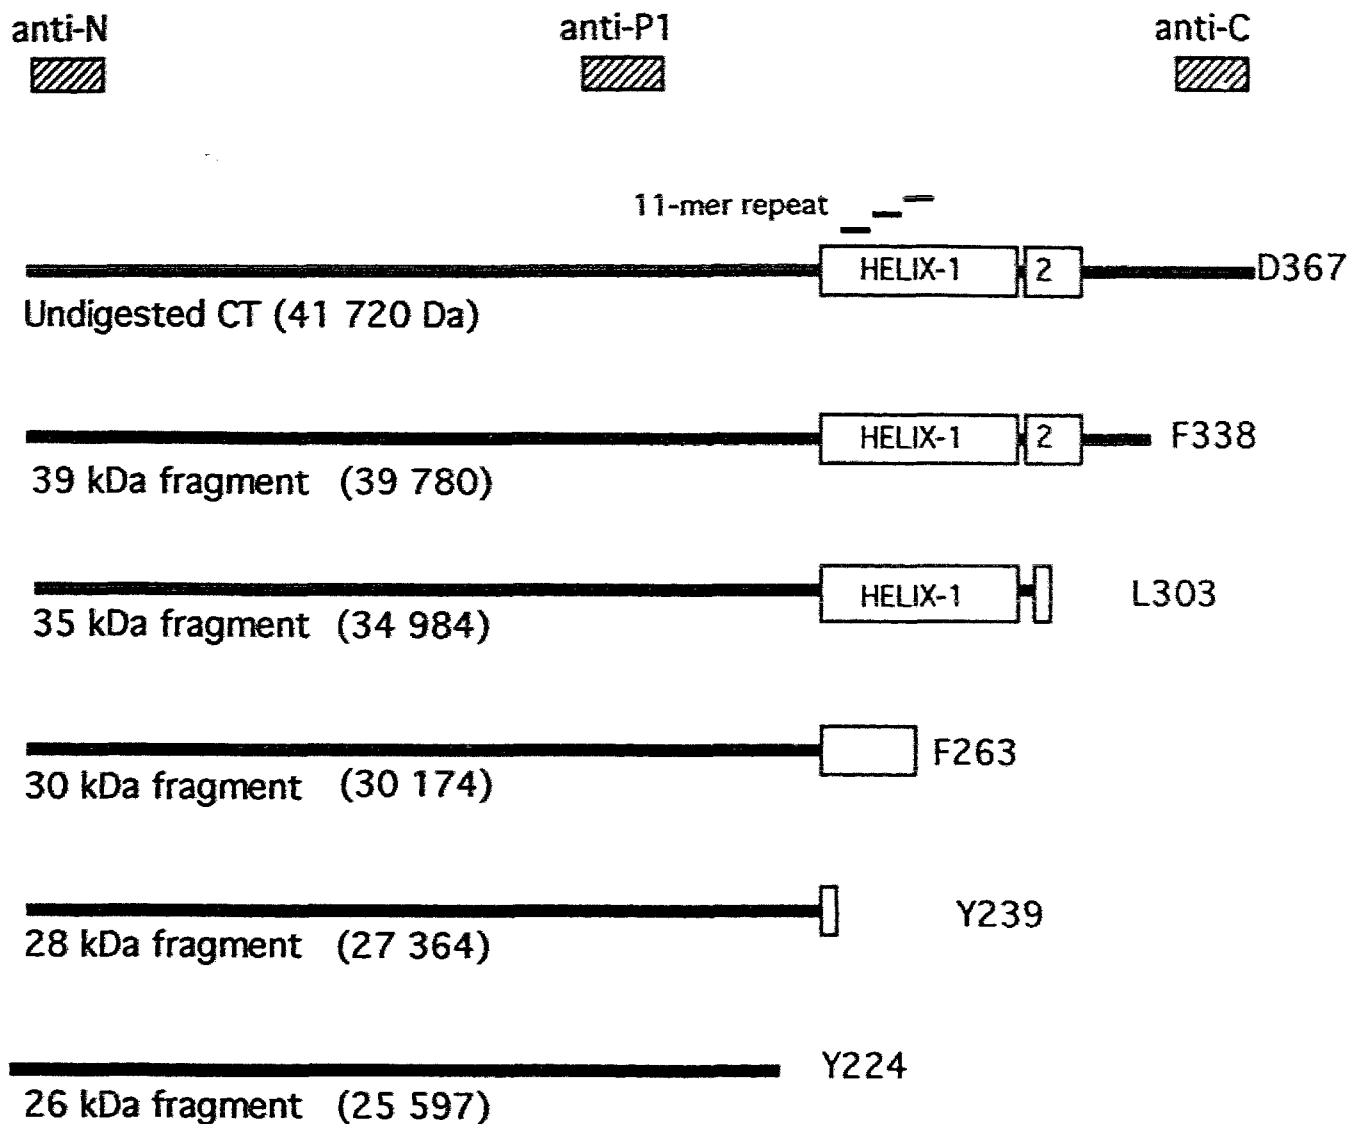 anti-N anti-P1 anti-C
11-mer repeat
HELIX-1 2 D367
Undigested CT (41 720 Da)
HELIX-1 2 F338
39 kDa fragment (39 780)
HELIX-1 L303
35 kDa fragment (34 984)
F263
30 kDa fragment (30 174)
Y239
28 kDa fragment (27 364)
Y224
26 kDa fragment (25 597)